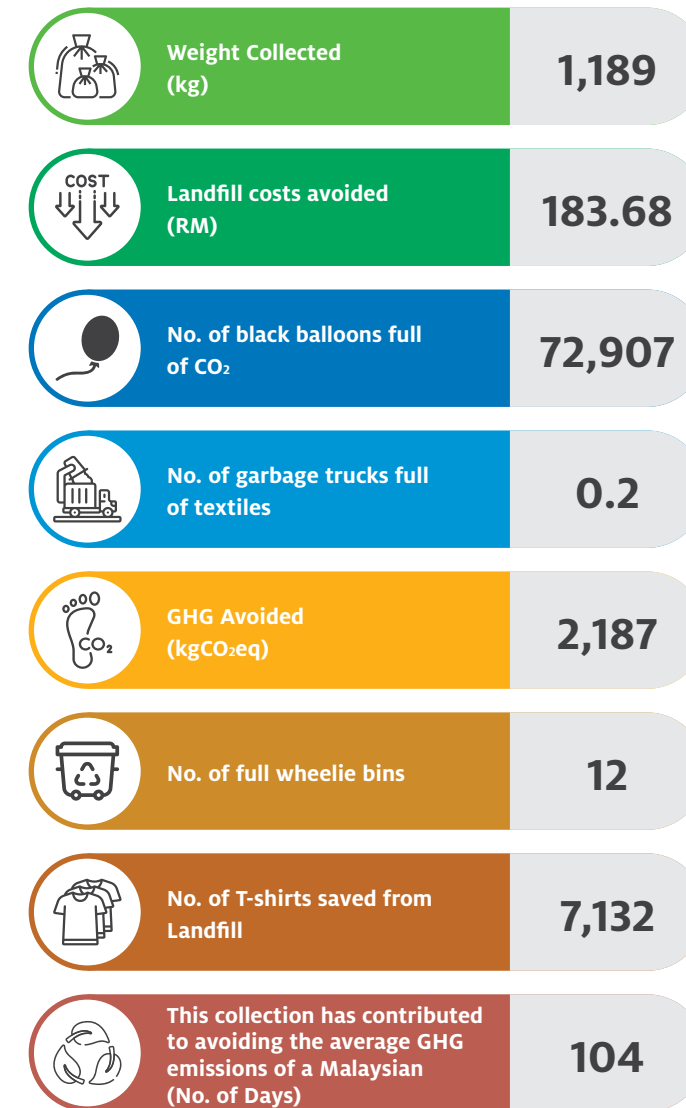 Weight Collected
(kg)
1,189
COST
Landfill costs avoided
(RM)
183.68
No. of black balloons full
of CO₂
72,907
No. of garbage trucks full
of textiles
0.2
CO₂
GHG Avoided
(kgCO₂eq)
2,187
No. of full wheelie bins
12
No. of T-shirts saved from
Landfill
7,132
This collection has contributed
to avoiding the average GHG
emissions of a Malaysian
(No. of Days)
104